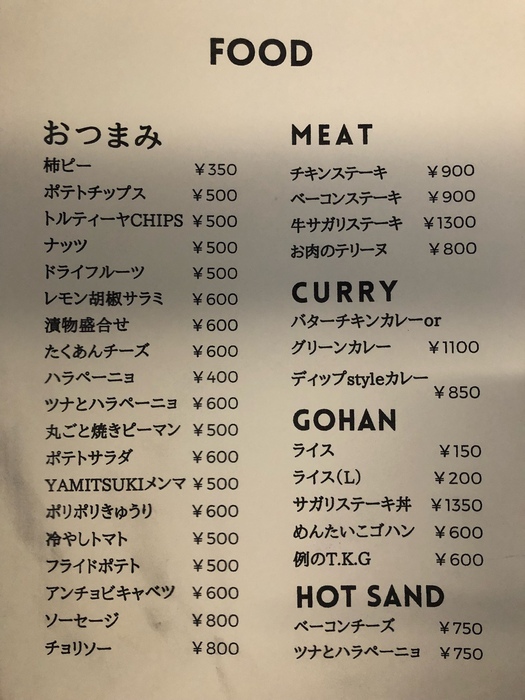 FOOD
おつまみ
柿ピー ¥350
ポテトチップス ¥500
トルティーヤCHIPS ¥500
ナッツ ¥500
ドライフルーツ ¥500
レモン胡椒サラミ ¥600
漬物盛合せ ¥600
たくあんチーズ ¥600
ハラペーニョ ¥400
ツナとハラペーニョ ¥600
丸ごと焼きピーマン ¥500
ポテトサラダ ¥600
YAMITSUKIメンマ ¥500
ポリポリきゅうり ¥600
冷やしトマト ¥500
フライドポテト ¥500
アンチョビキャベツ ¥600
ソーセージ ¥800
チョリソー ¥800
MEAT
チキンステーキ ¥900
ベーコンステーキ ¥900
牛サガリステーキ ¥1300
お肉のテリーヌ ¥800
CURRY
バターチキンカレーor
グリーンカレー ¥1100
ディップstyleカレー
¥850
GOHAN
ライス ¥150
ライス(L) ¥200
サガリステーキ丼 ¥1350
めんたいこゴハン ¥600
例のT.K.G ¥600
HOT SAND
ベーコンチーズ ¥750
ツナとハラペーニョ ¥750